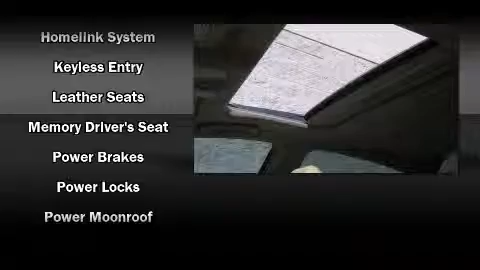 Homelink System
Keyless Entry
Leather Seats
Memory Driver's Seat
Power Brakes
Power Locks
Power Moonroof